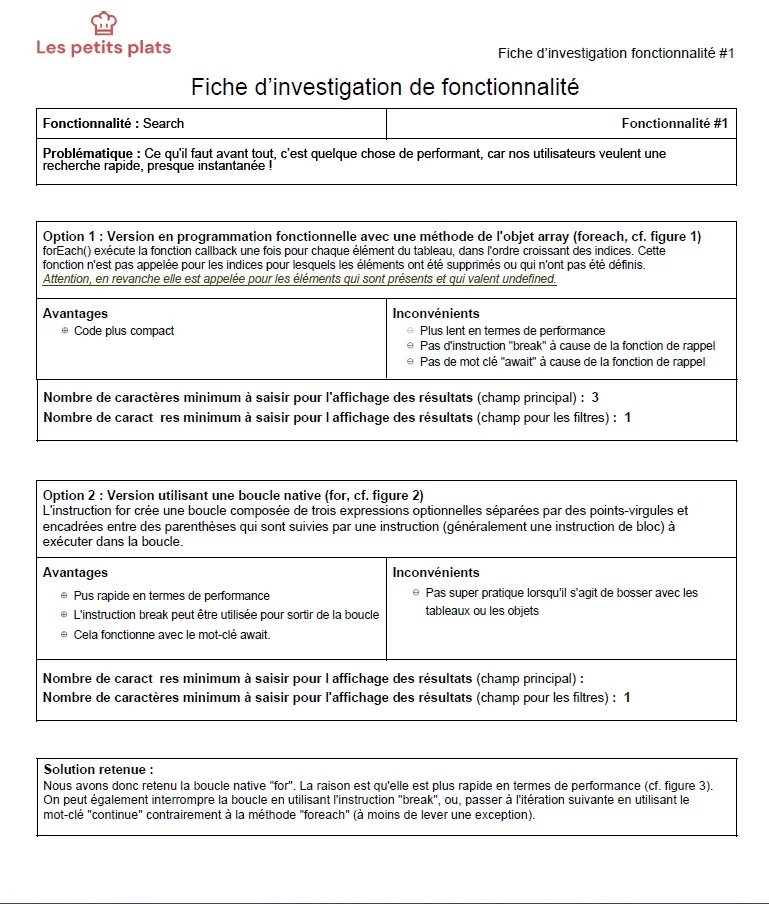 Les petits plats
Fiche d'investigation fonctionnalité #1
Fiche d'investigation de fonctionnalité
Fonctionnalité : Search
Fonctionnalité #1
Problématique : Ce qu'il faut avant tout, c'est quelque chose de performant, car nos utilisateurs veulent une
recherche rapide, presque instantanée !
Option 1 : Version en programmation fonctionnelle avec une méthode de l'objet array (foreach, cf. figure 1)
forEach() exécute la fonction callback une fois pour chaque élément du tableau, dans l'ordre croissant des indices. Cette
fonction n'est pas appelée pour les indices pour lesquels les éléments ont été supprimés ou qui n'ont pas été définis.
Attention, en revanche elle est appelée pour les éléments qui sont présents et qui valent undefined.
Avantages
⊕ Code plus compact
Inconvénients
⊖ Plus lent en termes de performance
⊖ Pas d'instruction "break" à cause de la fonction de rappel
⊖ Pas de mot clé "await" à cause de la fonction de rappel
Nombre de caractères minimum à saisir pour l'affichage des résultats (champ principal) : 3
Nombre de caract res minimum à saisir pour l affichage des résultats (champ pour les filtres) : 1
Option 2 : Version utilisant une boucle native (for, cf. figure 2)
L'instruction for crée une boucle composée de trois expressions optionnelles séparées par des points-virgules et
encadrées entre des parenthèses qui sont suivies par une instruction (généralement une instruction de bloc) à
exécuter dans la boucle.
Avantages
⊕ Pus rapide en termes de performance
⊕ L'instruction break peut être utilisée pour sortir de la boucle
⊕ Cela fonctionne avec le mot-clé await.
Inconvénients
⊖ Pas super pratique lorsqu'il s'agit de bosser avec les
tableaux ou les objets
Nombre de caract res minimum à saisir pour l affichage des résultats (champ principal) :
Nombre de caractères minimum à saisir pour l'affichage des résultats (champ pour les filtres) : 1
Solution retenue :
Nous avons donc retenu la boucle native "for". La raison est qu'elle est plus rapide en termes de performance (cf. figure 3).
On peut également interrompre la boucle en utilisant l'instruction "break", ou, passer à l'itération suivante en utilisant le
mot-clé "continue" contrairement à la méthode "foreach" (à moins de lever une exception).